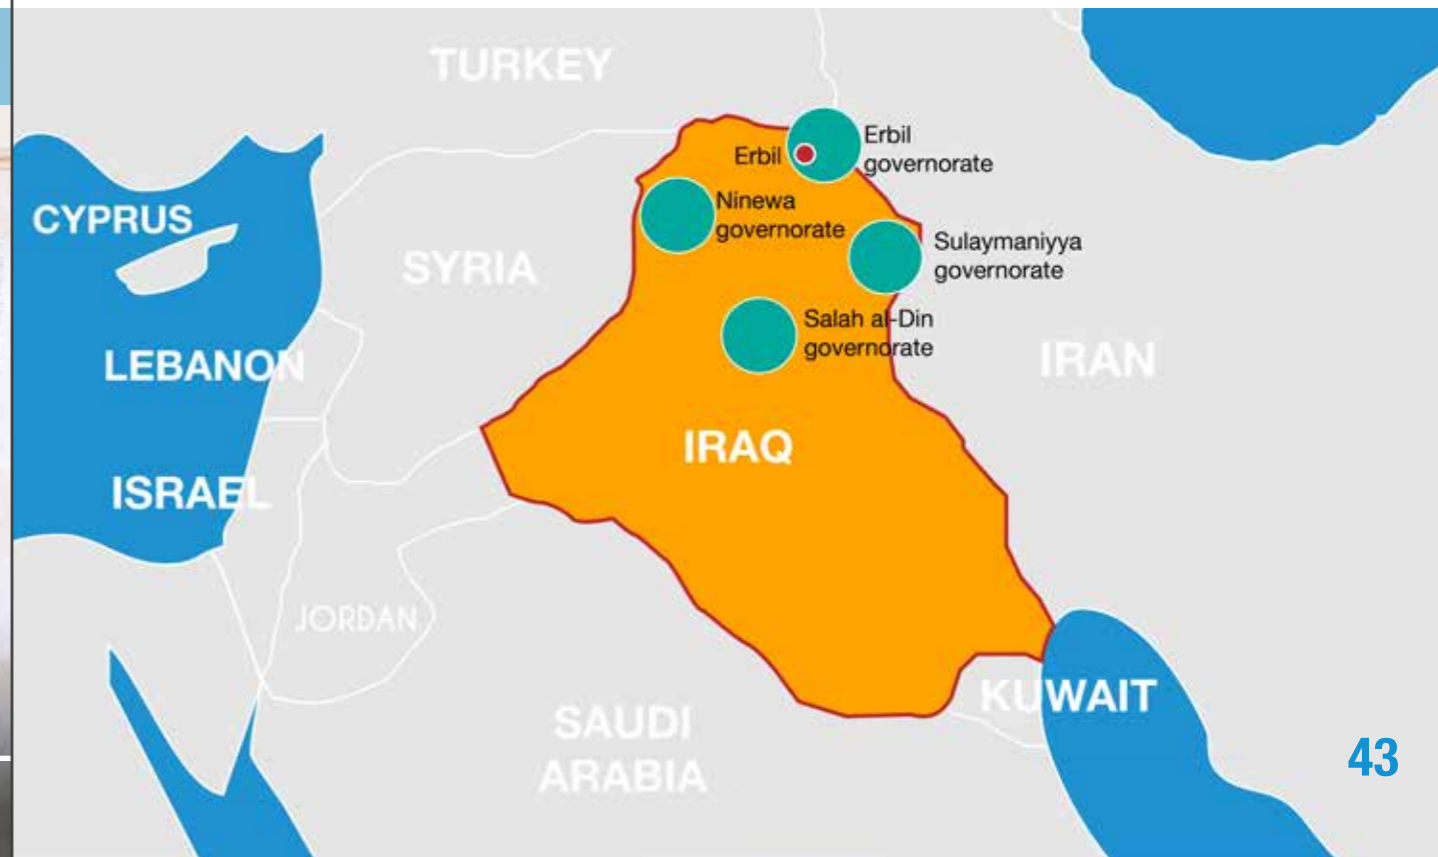 TURKEY
Erbil
governorate
Erbil
Ninewa
governorate
CYPRUS
Sulaymaniyya
governorate
SYRIA
Salah al-Din
governorate
LEBANON
IRAN
IRAQ
ISRAEL
JORDAN
KUWAIT
SAUDI
ARABIA
43